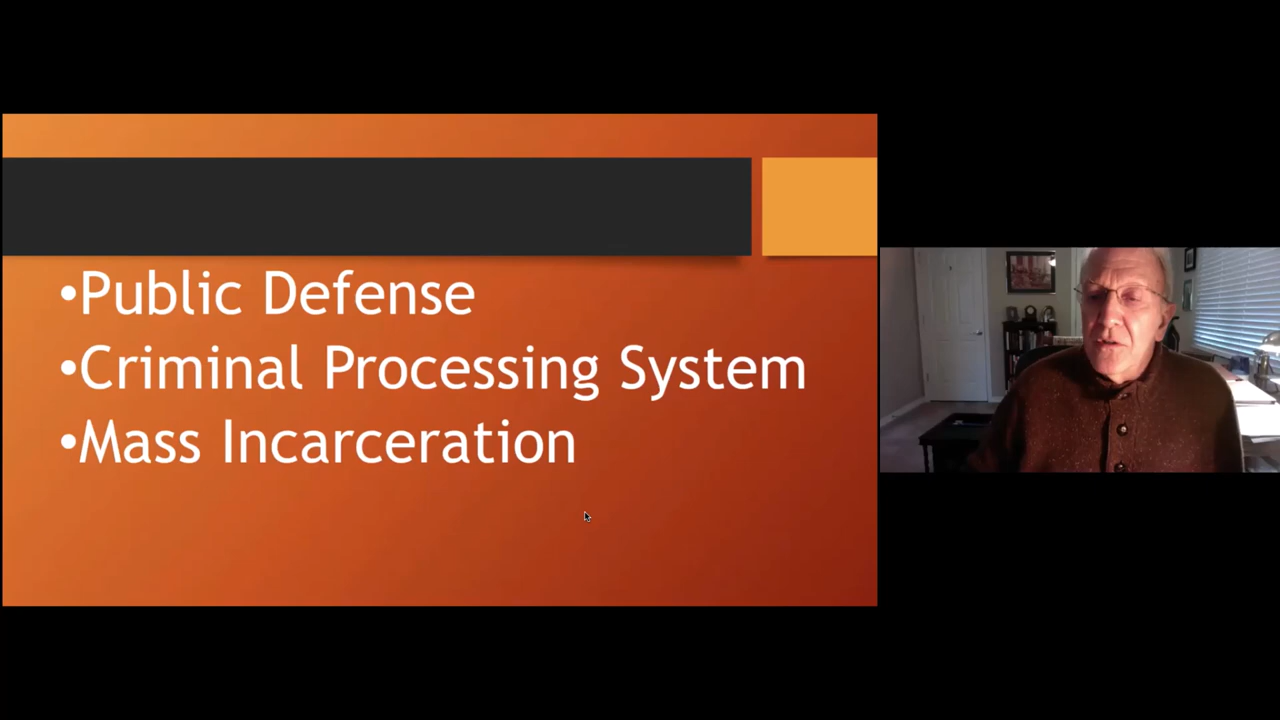 •Public Defense
•Criminal Processing System
•Mass Incarceration